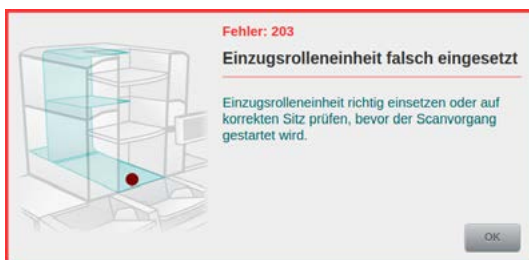 Fehler: 203
Einzugsrolleneinheit falsch eingesetzt
Einzugsrolleneinheit richtig einsetzen oder auf
korrekten Sitz prüfen, bevor der Scanvorgang
gestartet wird.
OK